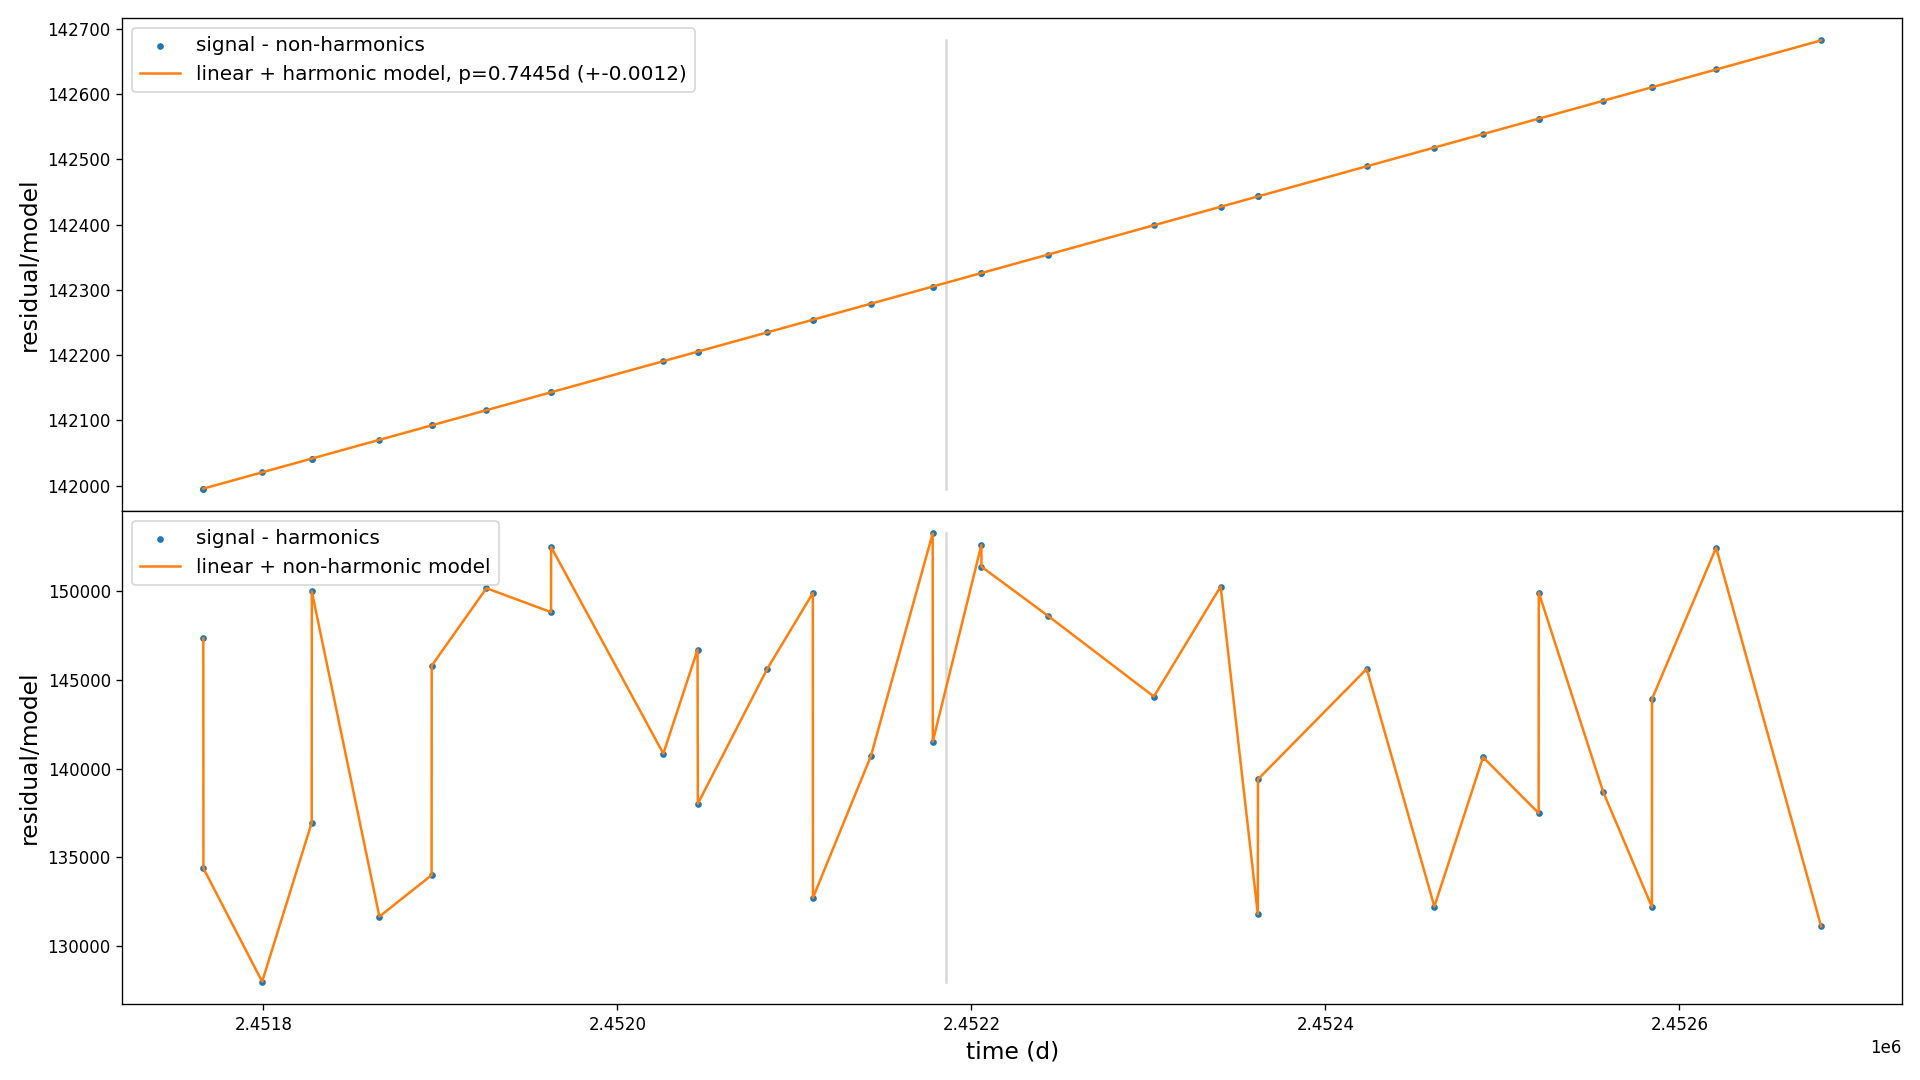 signal - non-harmonics
linear + harmonic model, p=0.7445d (+-0.0012)
142700
142600
142500
142400
142300
142200
142100
142000
residual/model
signal - harmonics
linear + non-harmonic model
150000
145000
140000
135000
130000
residual/model
2.4518
2.4520
2.4522
2.4524
2.4526
time (d)
1e6